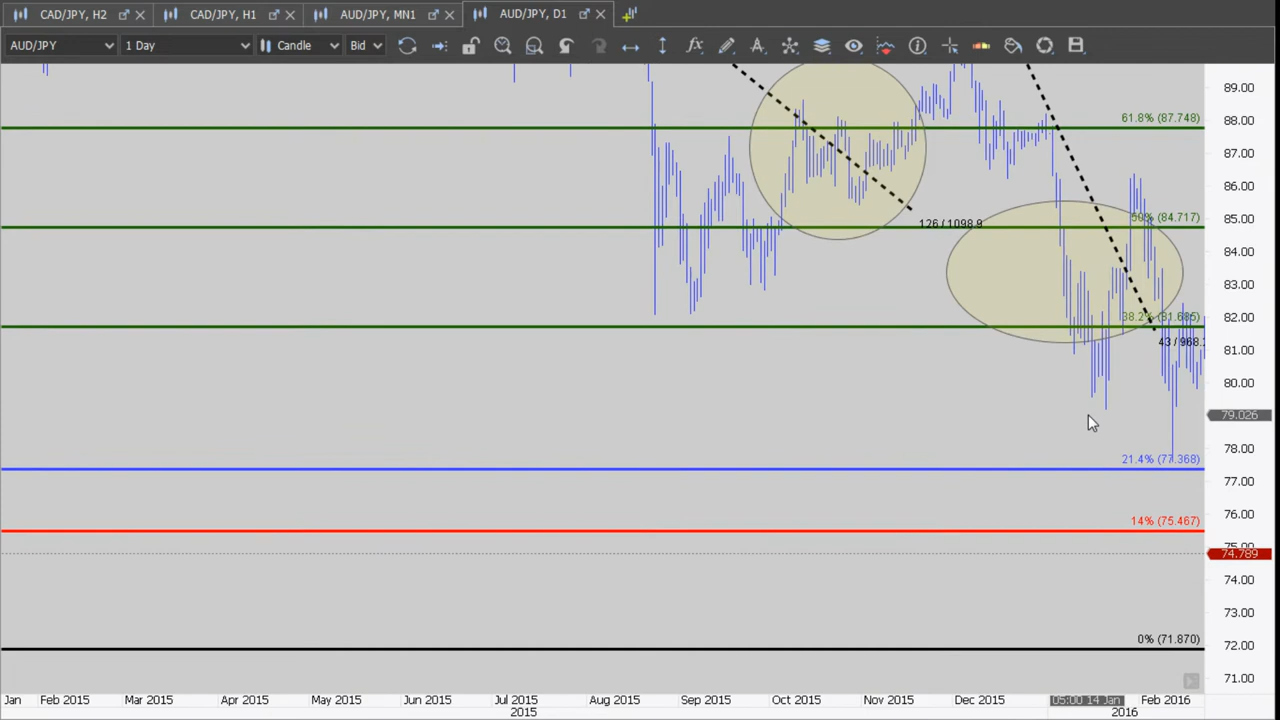 CAD/JPY, H2
CAD/JPY, H1
AUD/JPY, MN1
AUD/JPY, D1
AUD/JPY
1 Day
Candle
Bid
fx
89.00
61.8% (87.748)
88.00
87.00
86.00
50% (84.717)
85.00
126 / 1098.9
84.00
83.00
38.2% (81.685)
82.00
43 / 968.
81.00
80.00
79.026
78.00
21.4% (77.368)
77.00
76.00
14% (75.467)
75.00
74.789
74.00
73.00
0% (71.870)
72.00
71.00
Jan
Feb 2015
Mar 2015
Apr 2015
May 2015
Jun 2015
Jul 2015
Aug 2015
Sep 2015
Oct 2015
Nov 2015
Dec 2015
05:00 14 Jan
Feb 2016
2015
2016